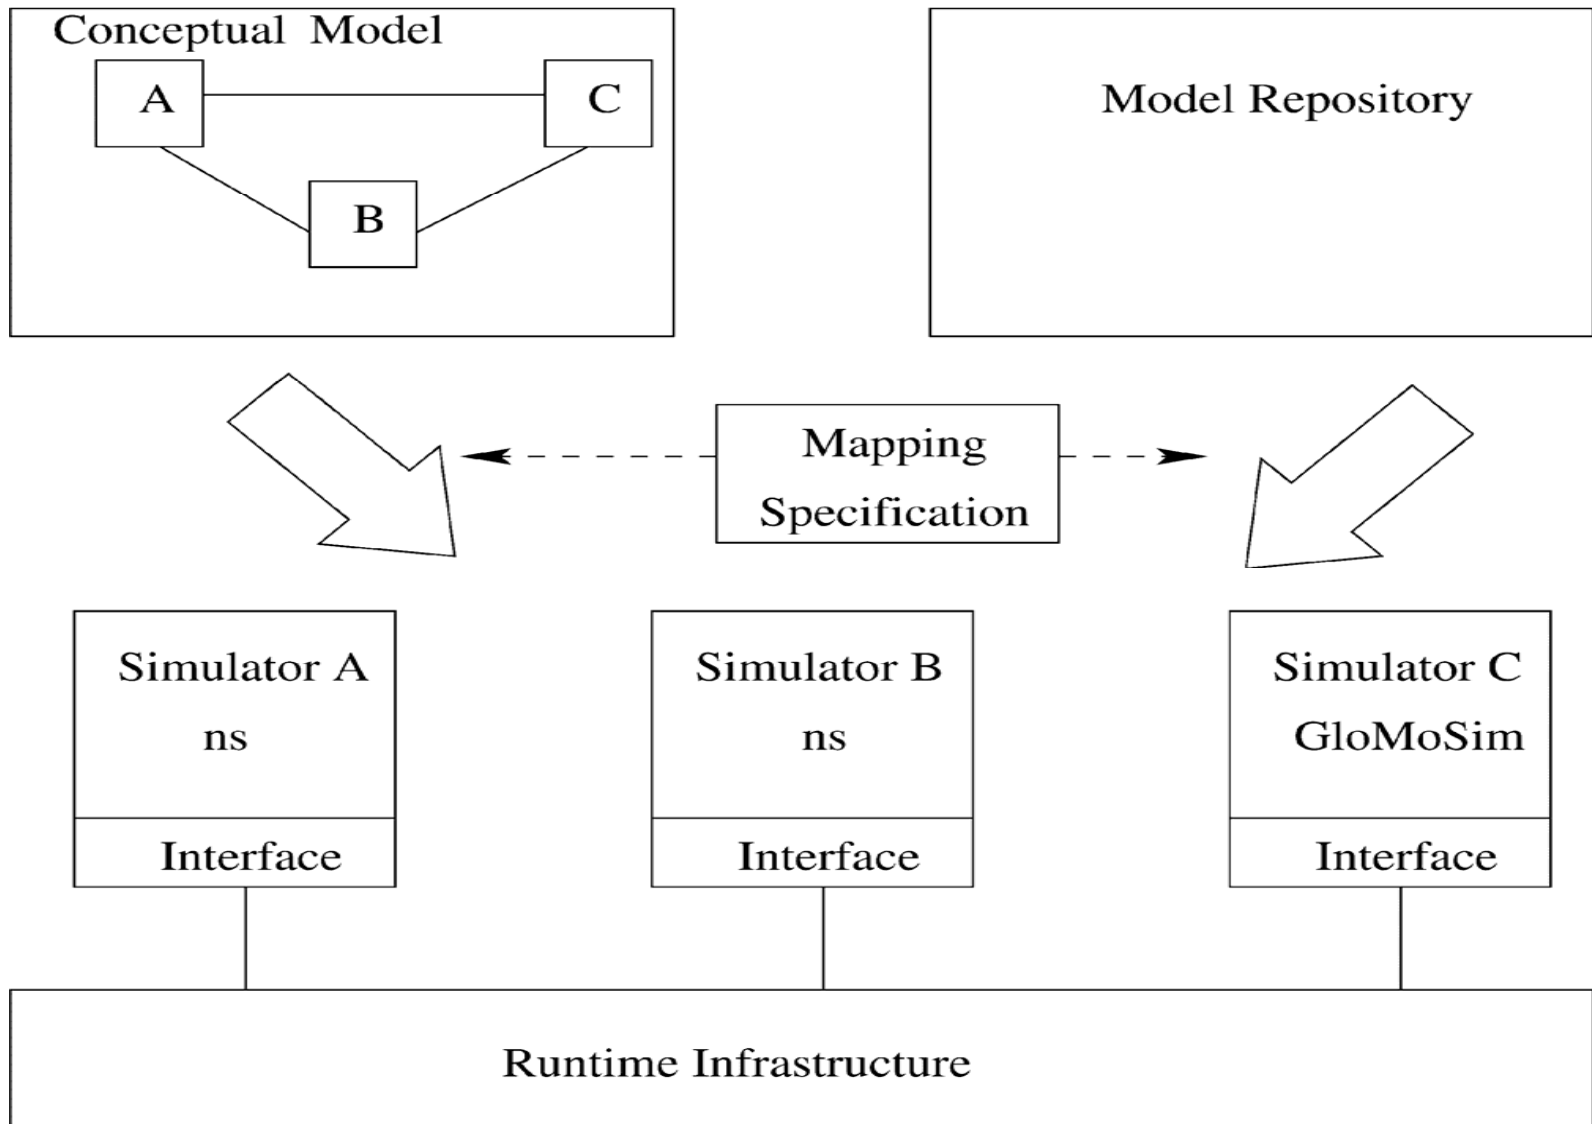 Conceptual Model
A
C
B
Model Repository
Mapping
Specification
Simulator A
ns
Interface
Simulator B
ns
Interface
Simulator C
GloMoSim
Interface
Runtime Infrastructure